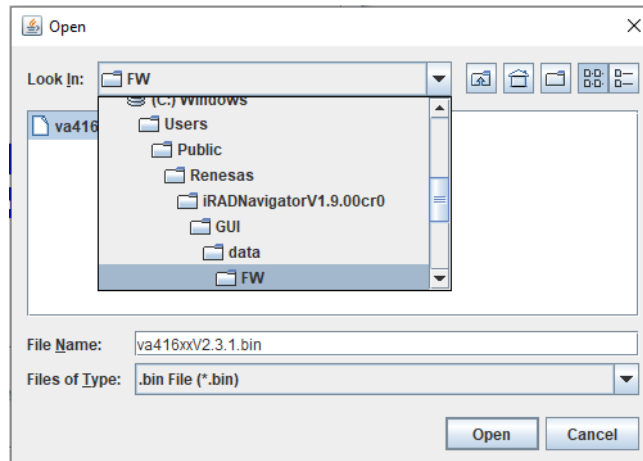 Open
Look In: FW
(C:) Windows
Users
va416
Public
Renesas
iRADNavigatorV1.9.00cr0
GUI
data
FW
File Name: va416xxV2.3.1.bin
Files of Type: .bin File (*.bin)
Open Cancel